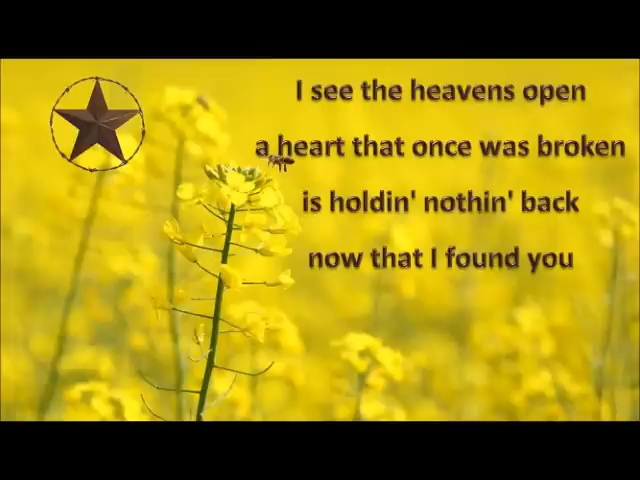 I see the heavens open
a heart that once was broken
is holdin' nothin' back
now that I found you